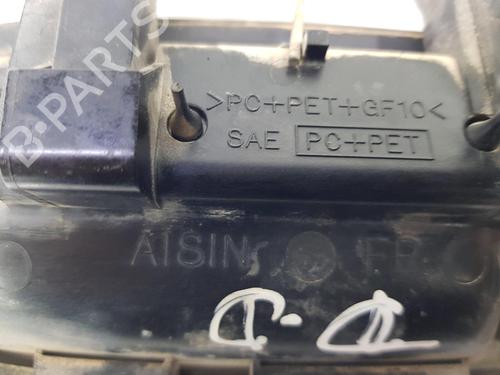 B-PARTS
>PC+PET+GF10<
SAE PC+PET
AISIN FR